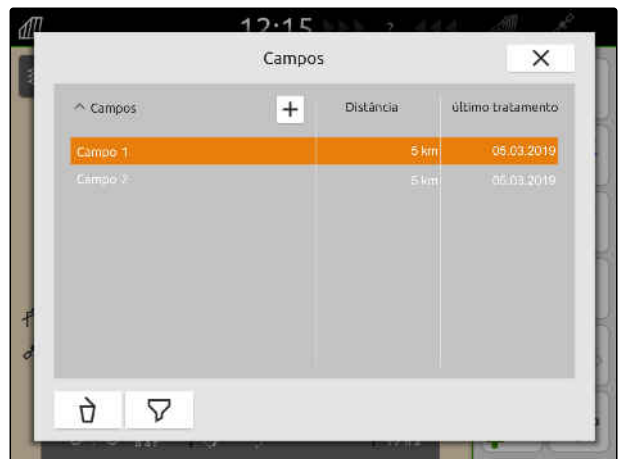 12:15
Campos
Campos Distância último tratamento
Campo 1 5 km 05.03.2019
Campo 2 5 km 05.03.2019